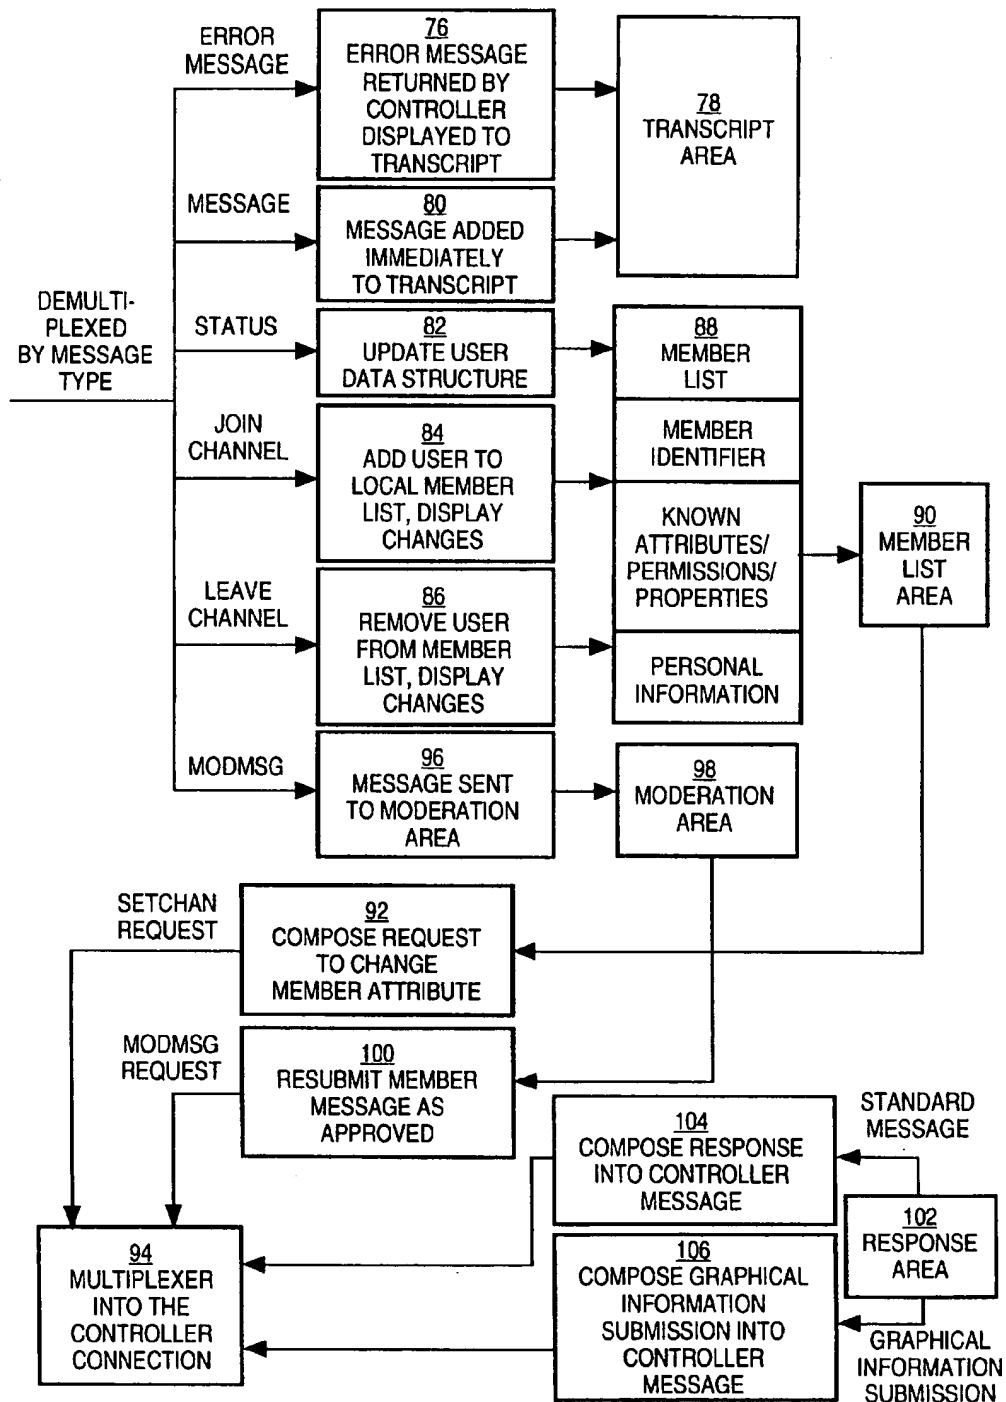 ERROR
MESSAGE
76
ERROR MESSAGE
RETURNED BY
CONTROLLER
DISPLAYED TO
TRANSCRIPT
78
TRANSCRIPT
AREA
MESSAGE
80
MESSAGE ADDED
IMMEDIATELY
TO TRANSCRIPT
DEMULTI-
PLEXED
BY MESSAGE
TYPE
STATUS
82
UPDATE USER
DATA STRUCTURE
88
MEMBER
LIST
MEMBER
IDENTIFIER
KNOWN
ATTRIBUTES/
PERMISSIONS/
PROPERTIES
PERSONAL
INFORMATION
JOIN
CHANNEL
84
ADD USER TO
LOCAL MEMBER
LIST, DISPLAY
CHANGES
90
MEMBER
LIST
AREA
LEAVE
CHANNEL
86
REMOVE USER
FROM MEMBER
LIST, DISPLAY
CHANGES
MODMSG
96
MESSAGE SENT
TO MODERATION
AREA
98
MODERATION
AREA
SETCHAN
REQUEST
92
COMPOSE REQUEST
TO CHANGE
MEMBER ATTRIBUTE
MODMSG
REQUEST
100
RESUBMIT MEMBER
MESSAGE AS
APPROVED
104
COMPOSE RESPONSE
INTO CONTROLLER
MESSAGE
STANDARD
MESSAGE
102
RESPONSE
AREA
94
MULTIPLEXER
INTO THE
CONTROLLER
CONNECTION
106
COMPOSE GRAPHICAL
INFORMATION
SUBMISSION INTO
CONTROLLER
MESSAGE
GRAPHICAL
INFORMATION
SUBMISSION